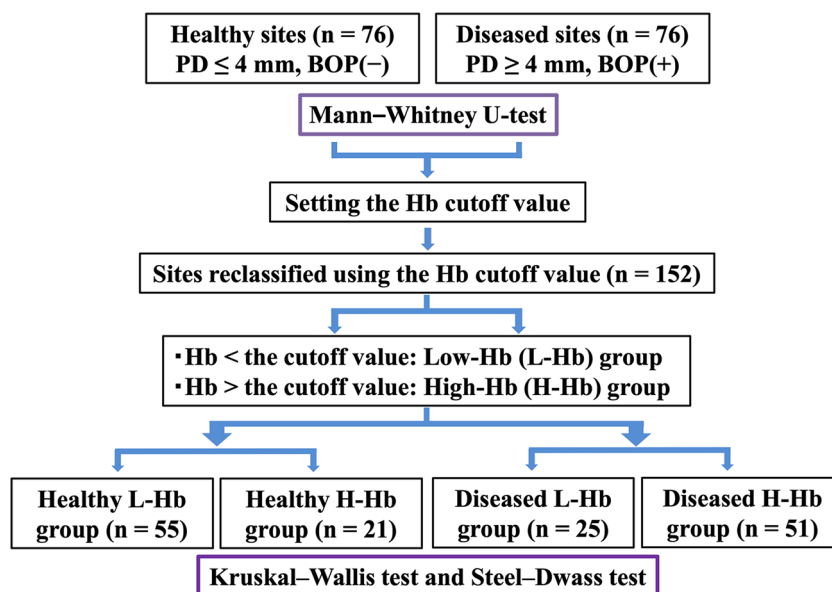 Healthy sites (n = 76)
PD ≤ 4 mm, BOP(−)
Diseased sites (n = 76)
PD ≥ 4 mm, BOP(+)
Mann–Whitney U-test
Setting the Hb cutoff value
Sites reclassified using the Hb cutoff value (n = 152)
・Hb < the cutoff value: Low-Hb (L-Hb) group
・Hb > the cutoff value: High-Hb (H-Hb) group
Healthy L-Hb
group (n = 55)
Healthy H-Hb
group (n = 21)
Diseased L-Hb
group (n = 25)
Diseased H-Hb
group (n = 51)
Kruskal–Wallis test and Steel–Dwass test